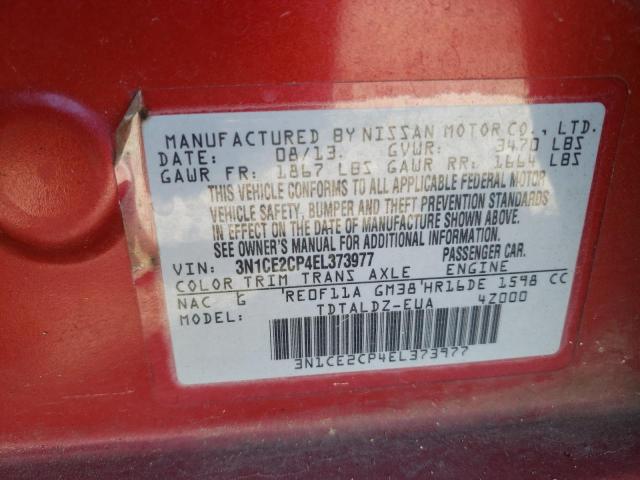 MANUFACTURED BY NISSAN MOTOR CO., LTD.
DATE: 08/13 GVWR: 3470 LBS
GAWR FR: 1867 LBS GAWR RR: 1664 LBS
THIS VEHICLE CONFORMS TO ALL APPLICABLE FEDERAL MOTOR
VEHICLE SAFETY, BUMPER AND THEFT PREVENTION STANDARDS
IN EFFECT ON THE DATE OF MANUFACTURE SHOWN ABOVE.
SEE OWNER'S MANUAL FOR ADDITIONAL INFORMATION.
VIN: 3N1CE2CP4EL373977 PASSENGER CAR.
COLOR TRIM TRANS AXLE ENGINE
NAC G RE0F11A GM38 HR16DE 1598 CC
MODEL: TDTALDZ-EUA 4Z000
3N1CE2CP4EL373977